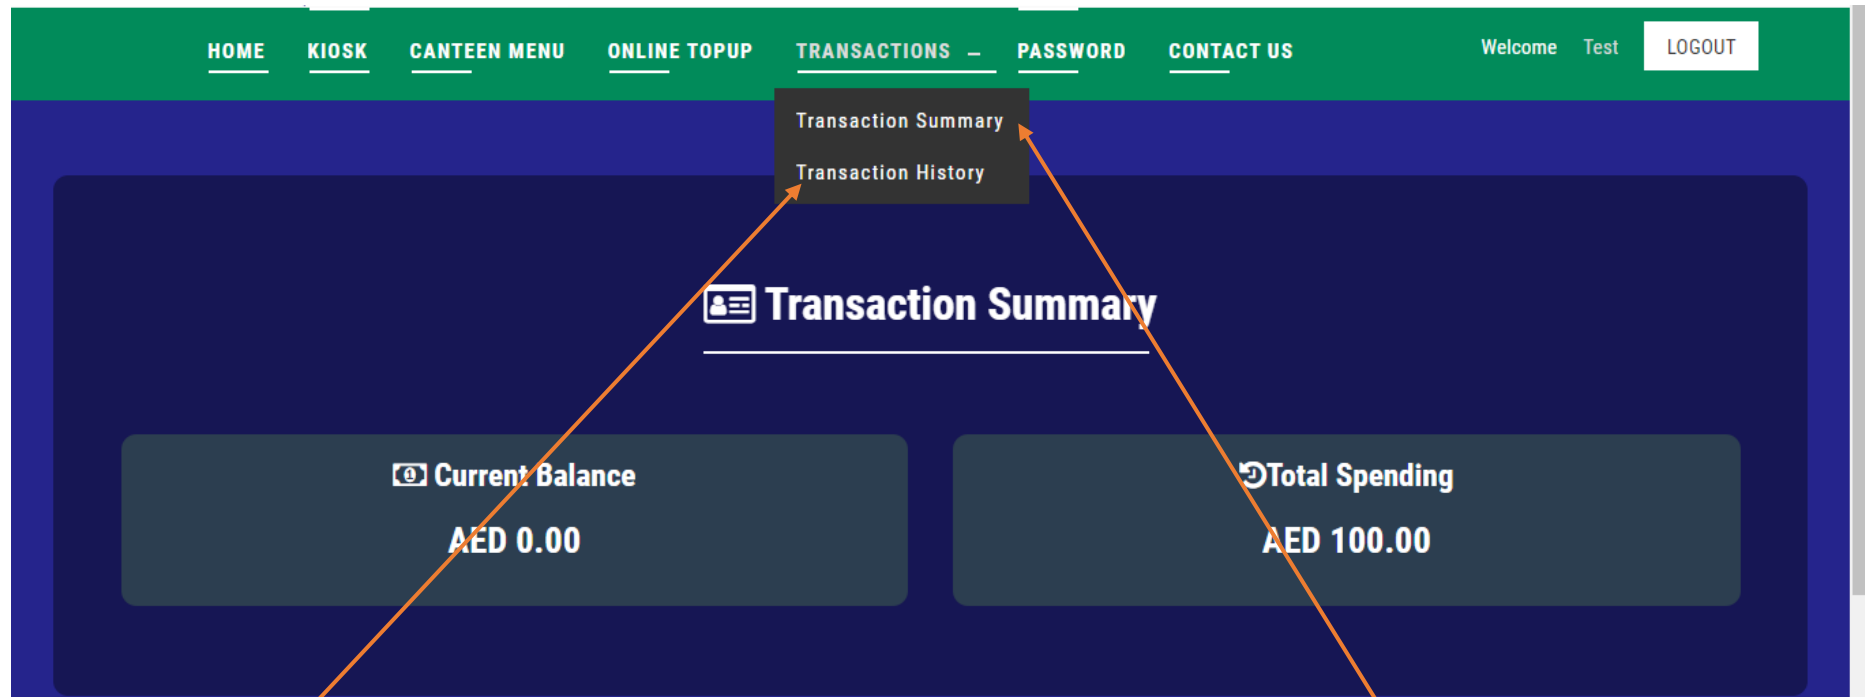 HOME KIOSK CANTEEN MENU ONLINE TOPUP TRANSACTIONS – PASSWORD CONTACT US Welcome Test LOGOUT
Transaction Summary
Transaction History
Transaction Summary
Current Balance
AED 0.00
Total Spending
AED 100.00